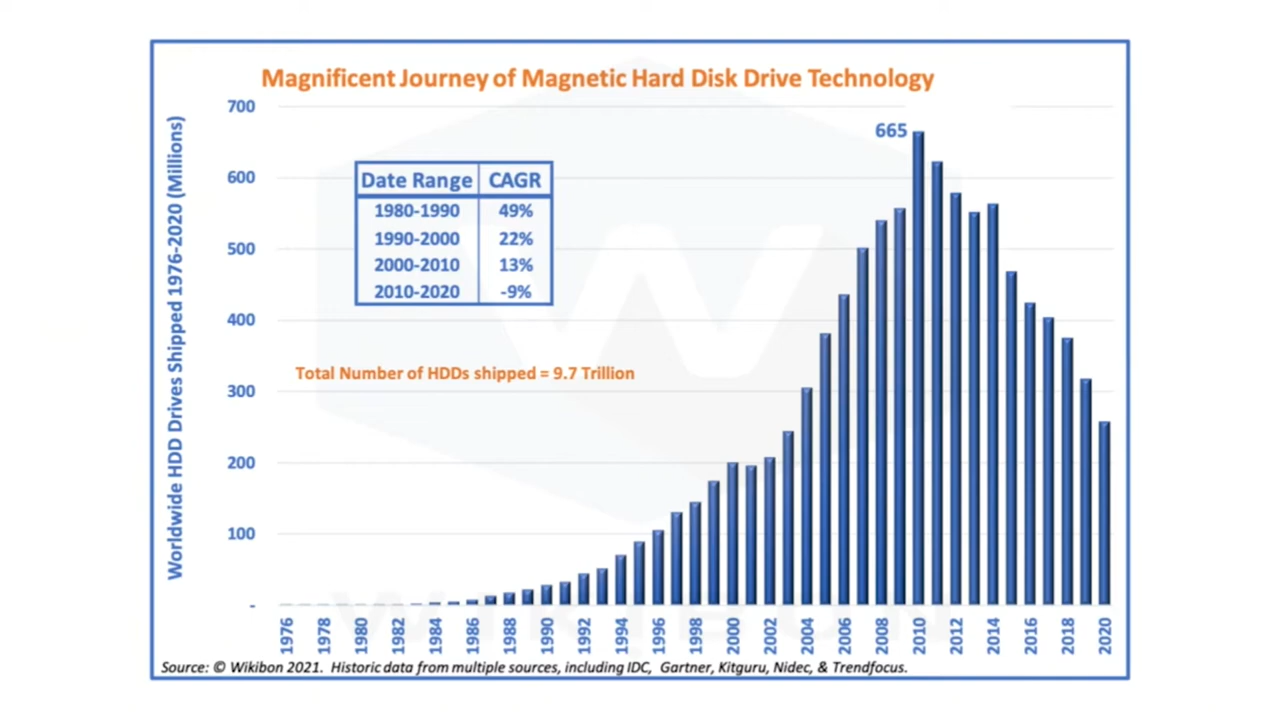 Magnificent Journey of Magnetic Hard Disk Drive Technology
Worldwide HDD Drives Shipped 1976-2020 (Millions)
700
600
500
400
300
200
100
-
665
Date Range CAGR
1980-1990 49%
1990-2000 22%
2000-2010 13%
2010-2020 -9%
Total Number of HDDs shipped = 9.7 Trillion
W
WIKIBON
1976 1978 1980 1982 1984 1986 1988 1990 1992 1994 1996 1998 2000 2002 2004 2006 2008 2010 2012 2014 2016 2018 2020
Source: © Wikibon 2021. Historic data from multiple sources, including IDC, Gartner, Kitguru, Nidec, & Trendfocus.